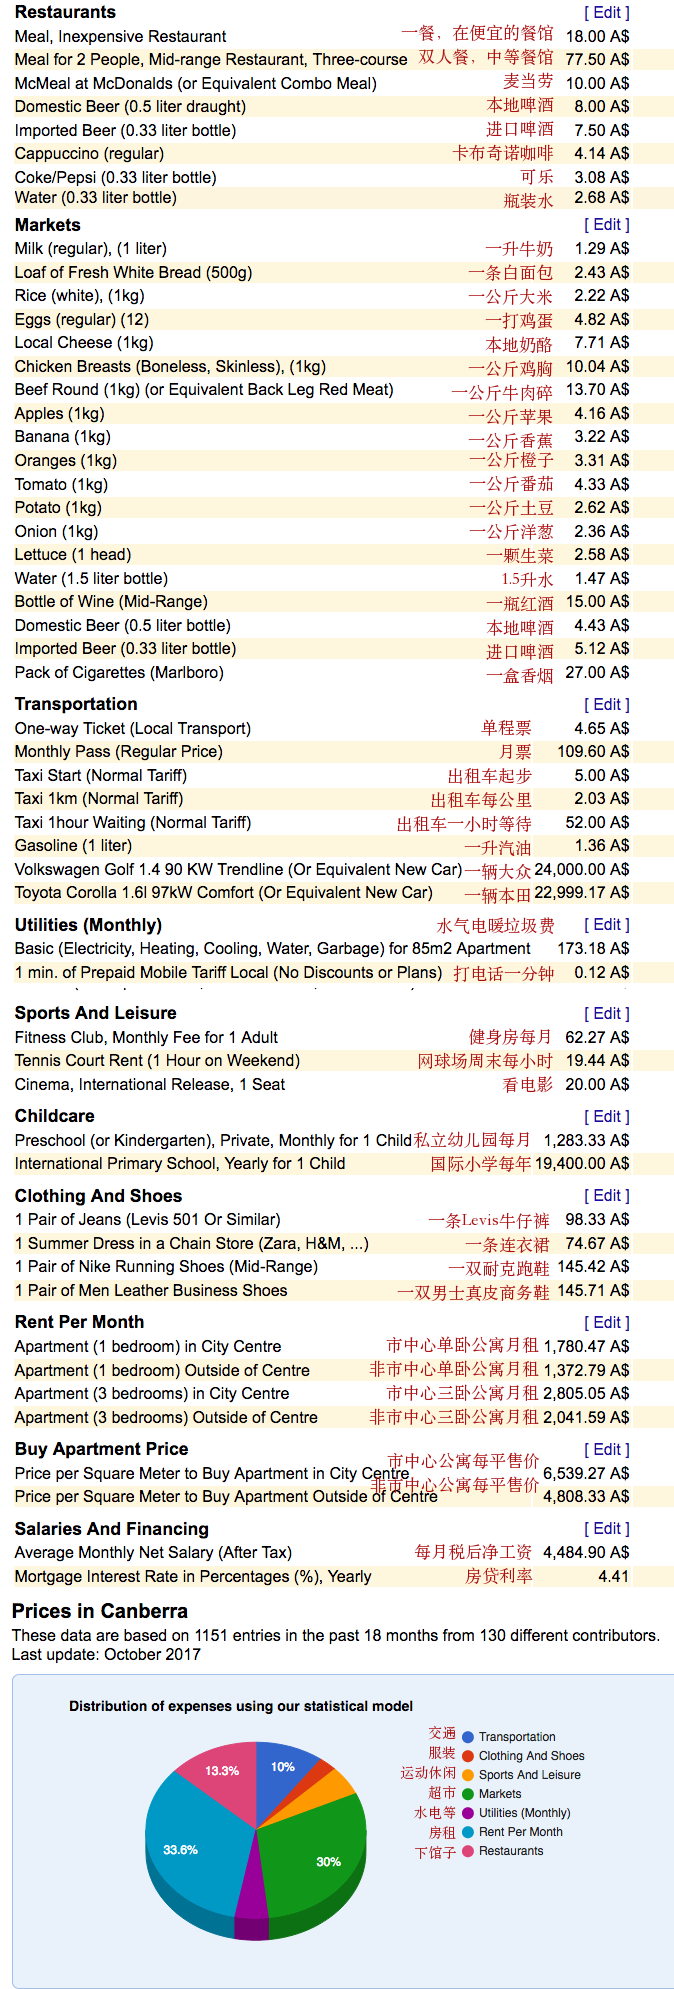 Restaurants [ Edit ]
Meal, Inexpensive Restaurant 一餐，在便宜的餐馆 18.00 A$
Meal for 2 People, Mid-range Restaurant, Three-course 双人餐，中等餐馆 77.50 A$
McMeal at McDonalds (or Equivalent Combo Meal) 麦当劳 10.00 A$
Domestic Beer (0.5 liter draught) 本地啤酒 8.00 A$
Imported Beer (0.33 liter bottle) 进口啤酒 7.50 A$
Cappuccino (regular) 卡布奇诺咖啡 4.14 A$
Coke/Pepsi (0.33 liter bottle) 可乐 3.08 A$
Water (0.33 liter bottle) 瓶装水 2.68 A$
Markets [ Edit ]
Milk (regular), (1 liter) 一升牛奶 1.29 A$
Loaf of Fresh White Bread (500g) 一条白面包 2.43 A$
Rice (white), (1kg) 一公斤大米 2.22 A$
Eggs (regular) (12) 一打鸡蛋 4.82 A$
Local Cheese (1kg) 本地奶酪 7.71 A$
Chicken Breasts (Boneless, Skinless), (1kg) 一公斤鸡胸 10.04 A$
Beef Round (1kg) (or Equivalent Back Leg Red Meat) 一公斤牛肉碎 13.70 A$
Apples (1kg) 一公斤苹果 4.16 A$
Banana (1kg) 一公斤香蕉 3.22 A$
Oranges (1kg) 一公斤橙子 3.31 A$
Tomato (1kg) 一公斤番茄 4.33 A$
Potato (1kg) 一公斤土豆 2.62 A$
Onion (1kg) 一公斤洋葱 2.36 A$
Lettuce (1 head) 一颗生菜 2.58 A$
Water (1.5 liter bottle) 1.5升水 1.47 A$
Bottle of Wine (Mid-Range) 一瓶红酒 15.00 A$
Domestic Beer (0.5 liter bottle) 本地啤酒 4.43 A$
Imported Beer (0.33 liter bottle) 进口啤酒 5.12 A$
Pack of Cigarettes (Marlboro) 一盒香烟 27.00 A$
Transportation [ Edit ]
One-way Ticket (Local Transport) 单程票 4.65 A$
Monthly Pass (Regular Price) 月票 109.60 A$
Taxi Start (Normal Tariff) 出租车起步 5.00 A$
Taxi 1km (Normal Tariff) 出租车每公里 2.03 A$
Taxi 1hour Waiting (Normal Tariff) 出租车一小时等待 52.00 A$
Gasoline (1 liter) 一升汽油 1.36 A$
Volkswagen Golf 1.4 90 KW Trendline (Or Equivalent New Car) 一辆大众 24,000.00 A$
Toyota Corolla 1.6l 97kW Comfort (Or Equivalent New Car) 一辆本田 22,999.17 A$
Utilities (Monthly) 水气电暖垃圾费 [ Edit ]
Basic (Electricity, Heating, Cooling, Water, Garbage) for 85m2 Apartment 173.18 A$
1 min. of Prepaid Mobile Tariff Local (No Discounts or Plans) 打电话一分钟 0.12 A$
Sports And Leisure [ Edit ]
Fitness Club, Monthly Fee for 1 Adult 健身房每月 62.27 A$
Tennis Court Rent (1 Hour on Weekend) 网球场周末每小时 19.44 A$
Cinema, International Release, 1 Seat 看电影 20.00 A$
Childcare [ Edit ]
Preschool (or Kindergarten), Private, Monthly for 1 Child 私立幼儿园每月 1,283.33 A$
International Primary School, Yearly for 1 Child 国际小学每年 19,400.00 A$
Clothing And Shoes [ Edit ]
1 Pair of Jeans (Levis 501 Or Similar) 一条Levis牛仔裤 98.33 A$
1 Summer Dress in a Chain Store (Zara, H&M, ...) 一条连衣裙 74.67 A$
1 Pair of Nike Running Shoes (Mid-Range) 一双耐克跑鞋 145.42 A$
1 Pair of Men Leather Business Shoes 一双男士真皮商务鞋 145.71 A$
Rent Per Month [ Edit ]
Apartment (1 bedroom) in City Centre 市中心单卧公寓月租 1,780.47 A$
Apartment (1 bedroom) Outside of Centre 非市中心单卧公寓月租 1,372.79 A$
Apartment (3 bedrooms) in City Centre 市中心三卧公寓月租 2,805.05 A$
Apartment (3 bedrooms) Outside of Centre 非市中心三卧公寓月租 2,041.59 A$
Buy Apartment Price [ Edit ]
市中心公寓每平售价
Price per Square Meter to Buy Apartment in City Centre 6,539.27 A$
非市中心公寓每平售价
Price per Square Meter to Buy Apartment Outside of Centre 4,808.33 A$
Salaries And Financing [ Edit ]
Average Monthly Net Salary (After Tax) 每月税后净工资 4,484.90 A$
Mortgage Interest Rate in Percentages (%), Yearly 房贷利率 4.41
Prices in Canberra
These data are based on 1151 entries in the past 18 months from 130 different contributors.
Last update: October 2017
Distribution of expenses using our statistical model
交通 Transportation
服装 Clothing And Shoes
运动休闲 Sports And Leisure
超市 Markets
水电等 Utilities (Monthly)
房租 Rent Per Month
下馆子 Restaurants
10%
13.3%
33.6%
30%